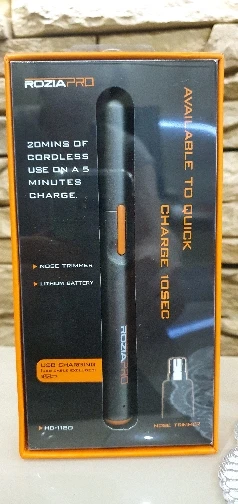 ROZIAPRO
20MINS OF
CORDLESS
USE ON A 5
MINUTES
CHARGE.
AVAILABLE TO QUICK
CHARGE 10SEC
NOSE TRIMMER
LITHIUM BATTERY
ROZIAPRO
USB CHARGING
HD-118D
NOSE TRIMMER